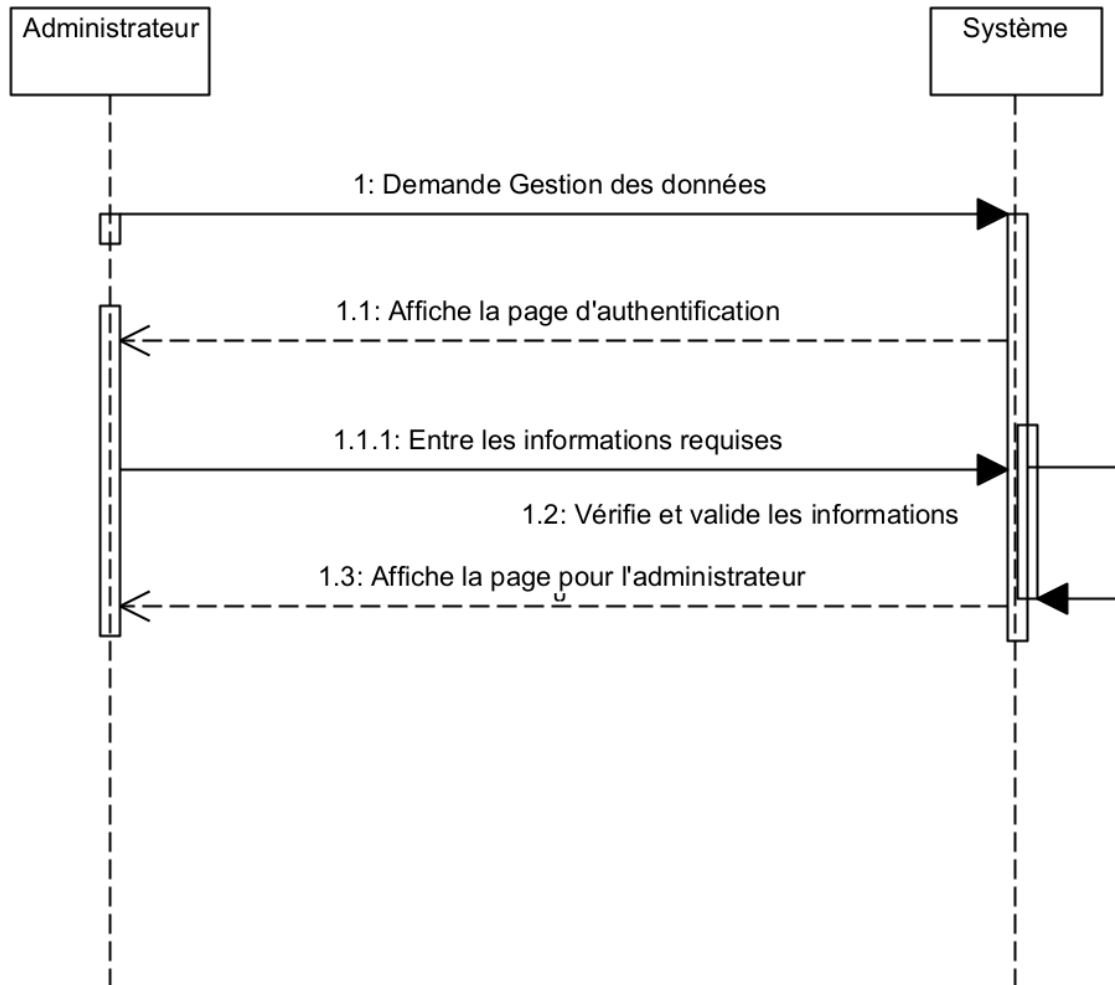 Administrateur
Système
1: Demande Gestion des données
1.1: Affiche la page d'authentification
1.1.1: Entre les informations requises
1.2: Vérifie et valide les informations
1.3: Affiche la page pour l'administrateur